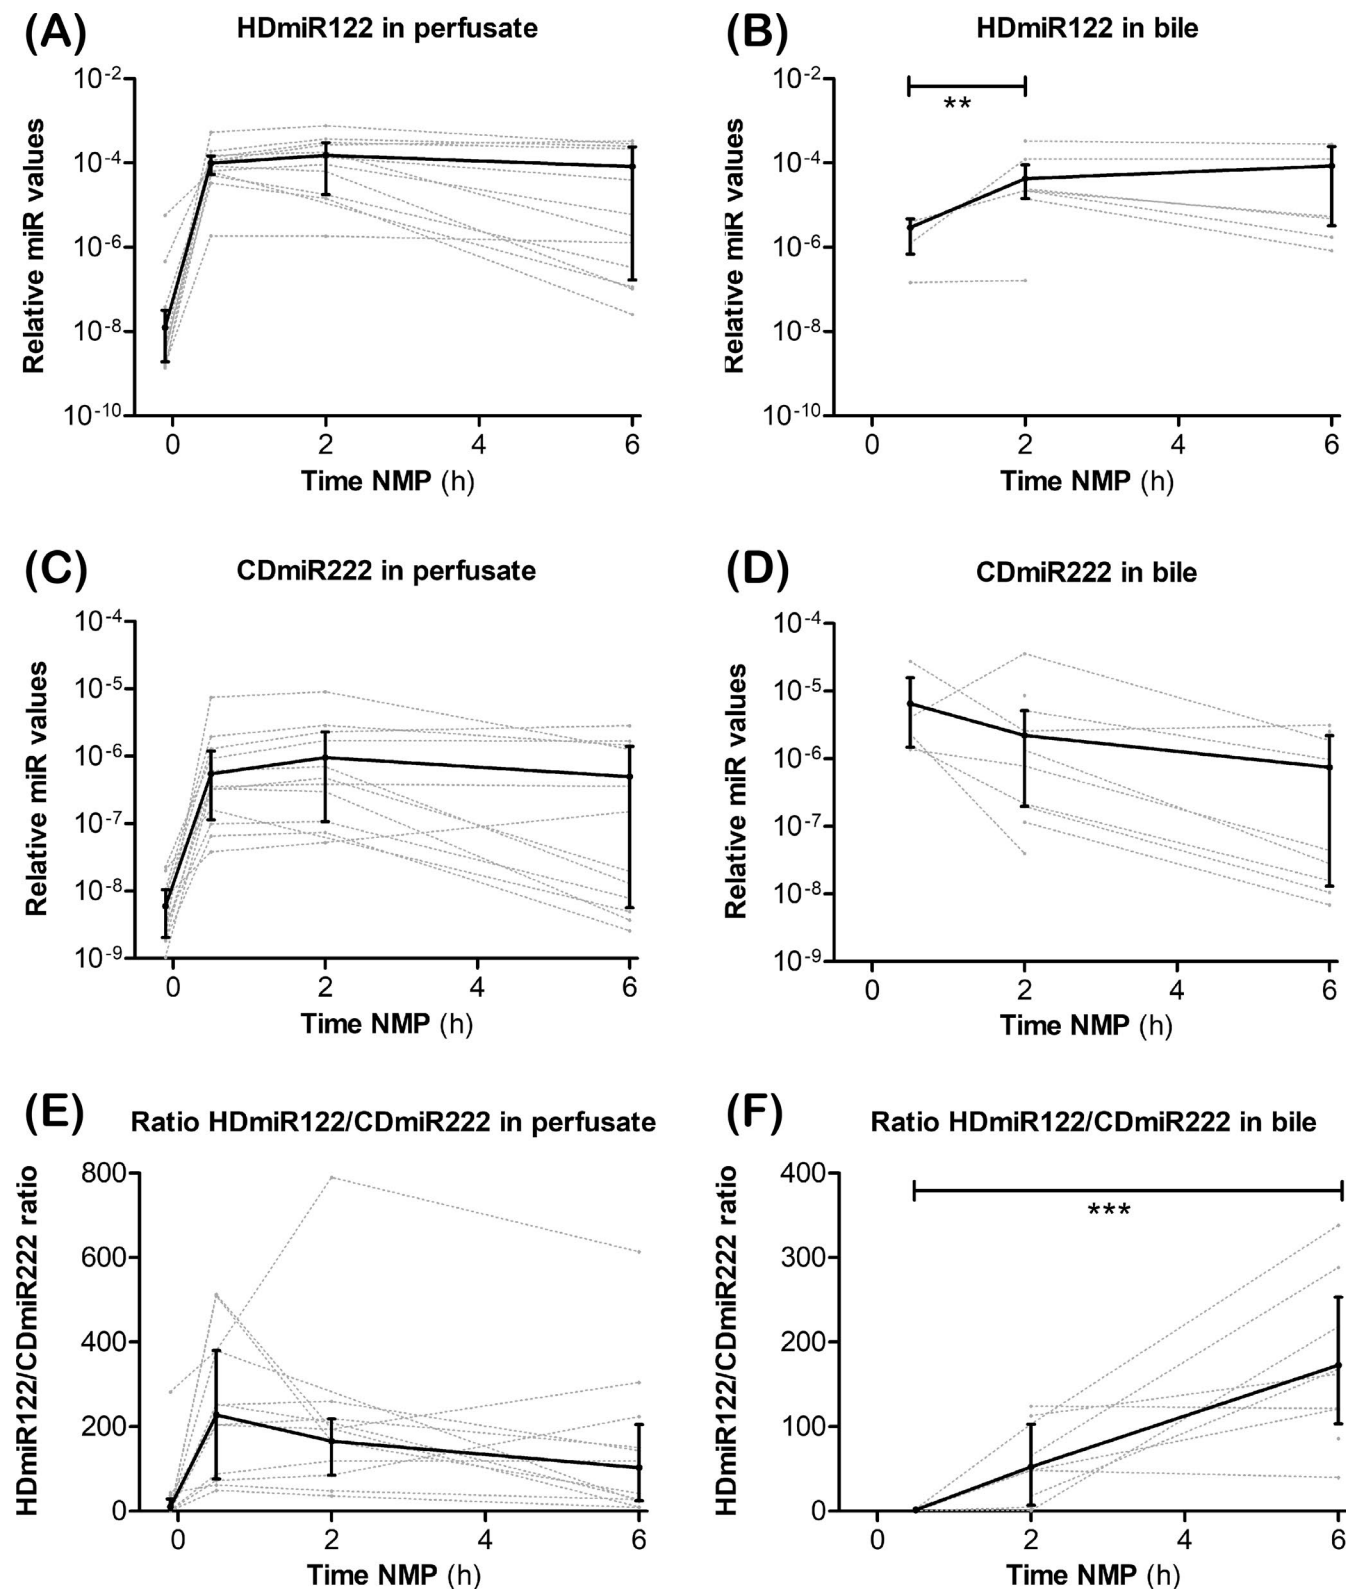 (A) HDmiR122 in perfusate
Relative miR values
10-2
10-4
10-6
10-8
10-10
0 2 4 6
Time NMP (h)
(B) HDmiR122 in bile
Relative miR values
10-2
10-4
10-6
10-8
10-10
**
0 2 4 6
Time NMP (h)
(C) CDmiR222 in perfusate
Relative miR values
10-4
10-5
10-6
10-7
10-8
10-9
0 2 4 6
Time NMP (h)
(D) CDmiR222 in bile
Relative miR values
10-4
10-5
10-6
10-7
10-8
10-9
0 2 4 6
Time NMP (h)
(E) Ratio HDmiR122/CDmiR222 in perfusate
HDmiR122/CDmiR222 ratio
800
600
400
200
0
0 2 4 6
Time NMP (h)
(F) Ratio HDmiR122/CDmiR222 in bile
HDmiR122/CDmiR222 ratio
400
300
200
100
0
***
0 2 4 6
Time NMP (h)